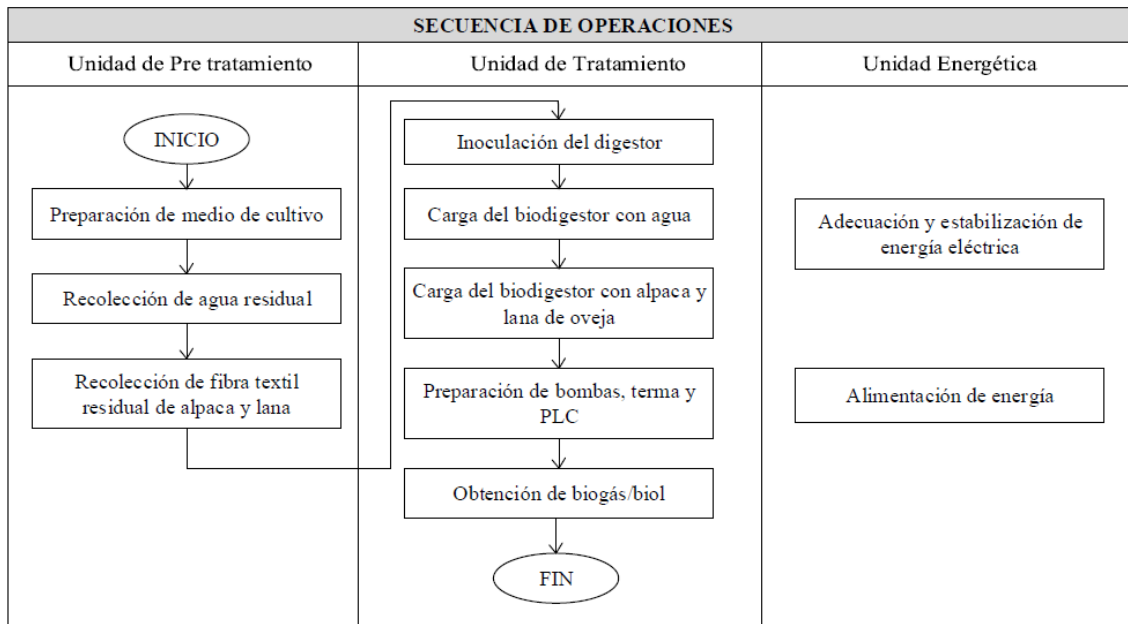 SECUENCIA DE OPERACIONES
Unidad de Pre tratamiento
Unidad de Tratamiento
Unidad Energética
INICIO
Preparación de medio de cultivo
Recolección de agua residual
Recolección de fibra textil
residual de alpaca y lana
Inoculación del digestor
Carga del biodigestor con agua
Carga del biodigestor con alpaca y
lana de oveja
Preparación de bombas, terma y
PLC
Obtención de biogás/biol
FIN
Adecuación y estabilización de
energía eléctrica
Alimentación de energía